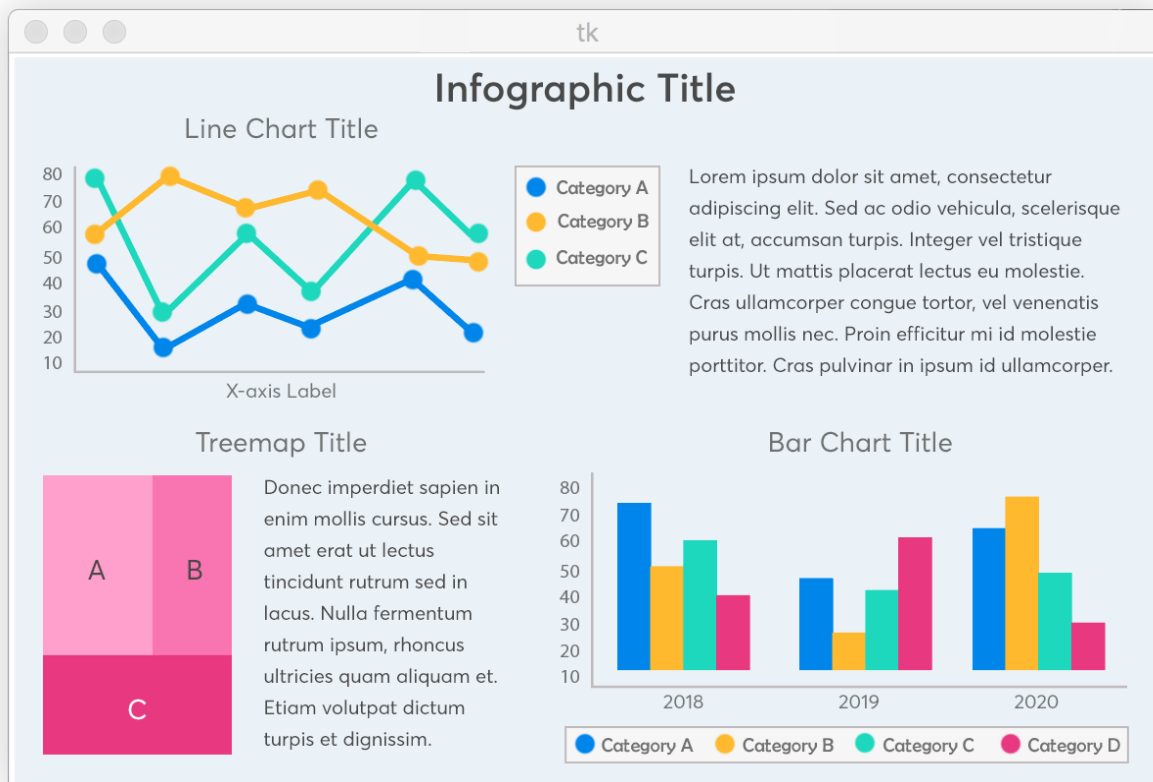 tk
Infographic Title
Line Chart Title
80
70
60
50
40
30
20
10
X-axis Label
Category A
Category B
Category C
Lorem ipsum dolor sit amet, consectetur
adipiscing elit. Sed ac odio vehicula, scelerisque
elit at, accumsan turpis. Integer vel tristique
turpis. Ut mattis placerat lectus eu molestie.
Cras ullamcorper congue tortor, vel venenatis
purus mollis nec. Proin efficitur mi id molestie
porttitor. Cras pulvinar in ipsum id ullamcorper.
Treemap Title
A
B
C
Donec imperdiet sapien in
enim mollis cursus. Sed sit
amet erat ut lectus
tincidunt rutrum sed in
lacus. Nulla fermentum
rutrum ipsum, rhoncus
ultricies quam aliquam et.
Etiam volutpat dictum
turpis et dignissim.
Bar Chart Title
80
70
60
50
40
30
20
10
2018 2019 2020
Category A Category B Category C Category D